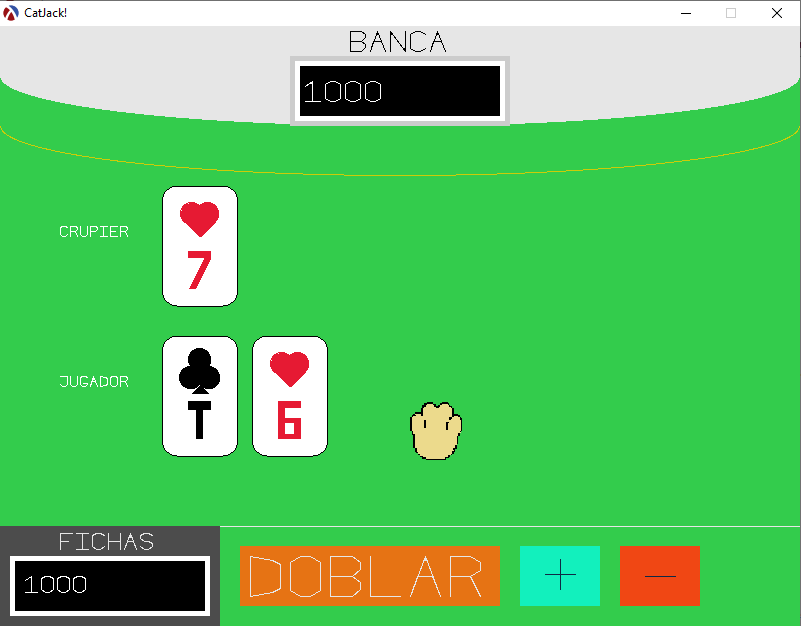 CatJack!
BANCA
1000
CRUPIER
7
JUGADOR
T
6
FICHAS
1000
DOBLAR
+
—